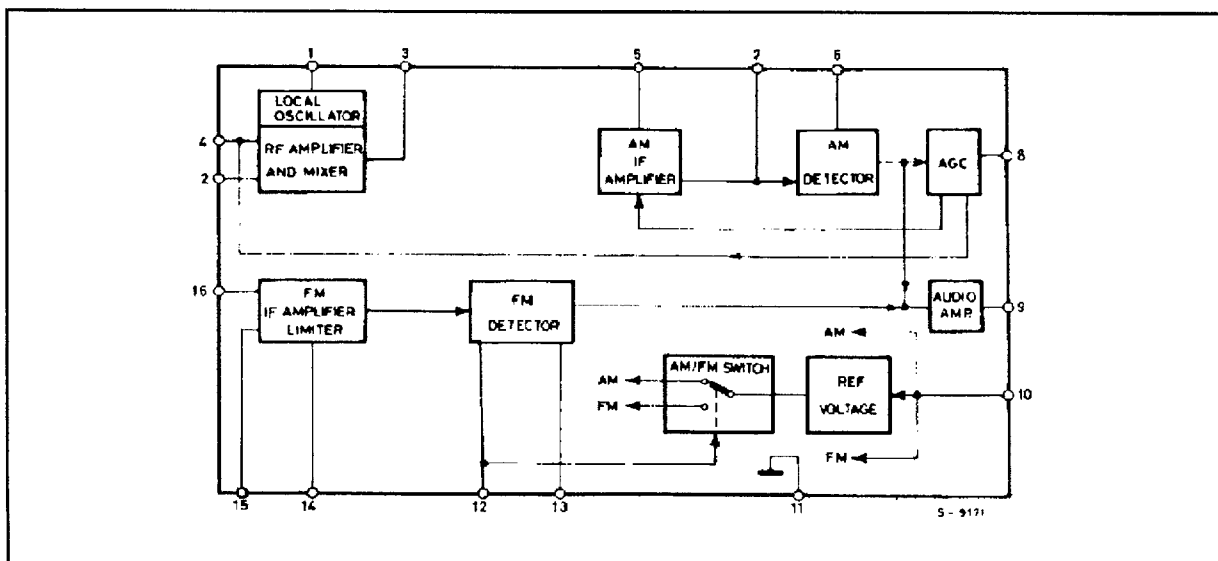 1 3 5 7 6
LOCAL
OSCILLATOR
4
RF AMPLIFIER
AND MIXER
2
AM
IF
AMPLIFIER
AM
DETECTOR
AGC
8
16
FM
IF AMPLIFIER
LIMITER
FM
DETECTOR
AUDIO
AMP.
9
AM
AM/FM SWITCH
AM
FM
REF
VOLTAGE
10
FM
15 14 12 13 11
S - 9171